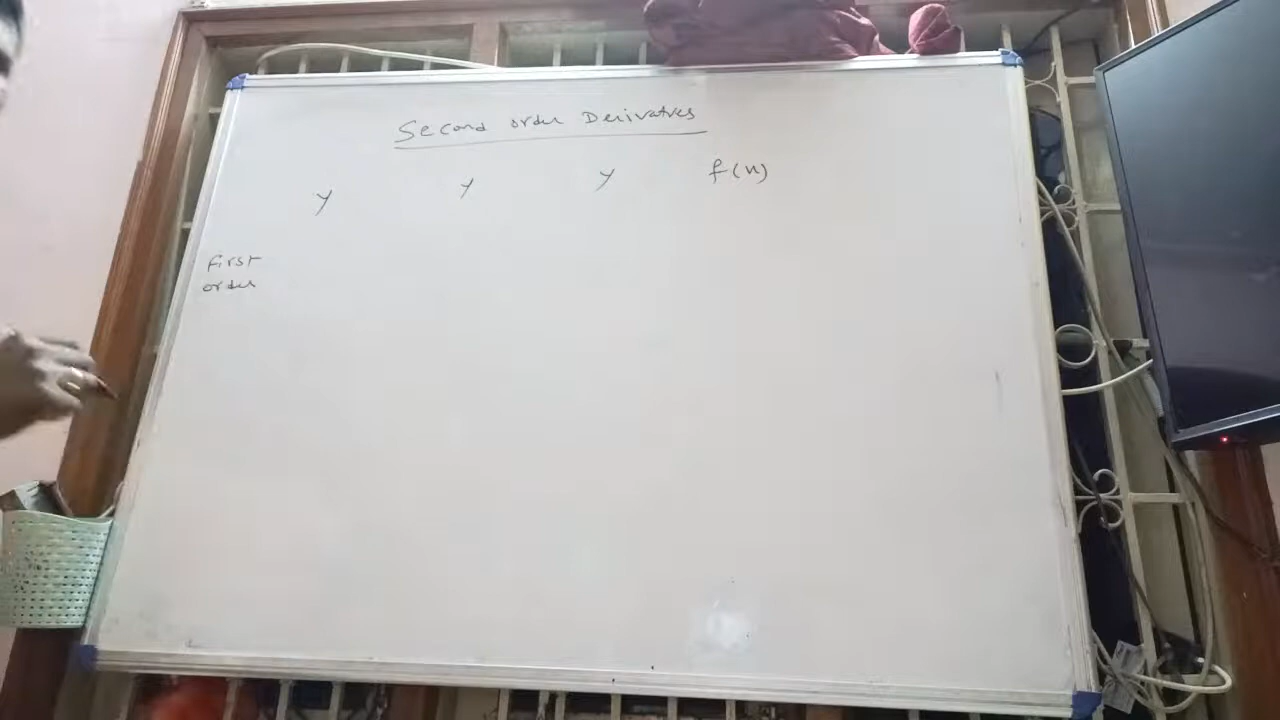 Second order Derivatives
y y y f(x)
First
order